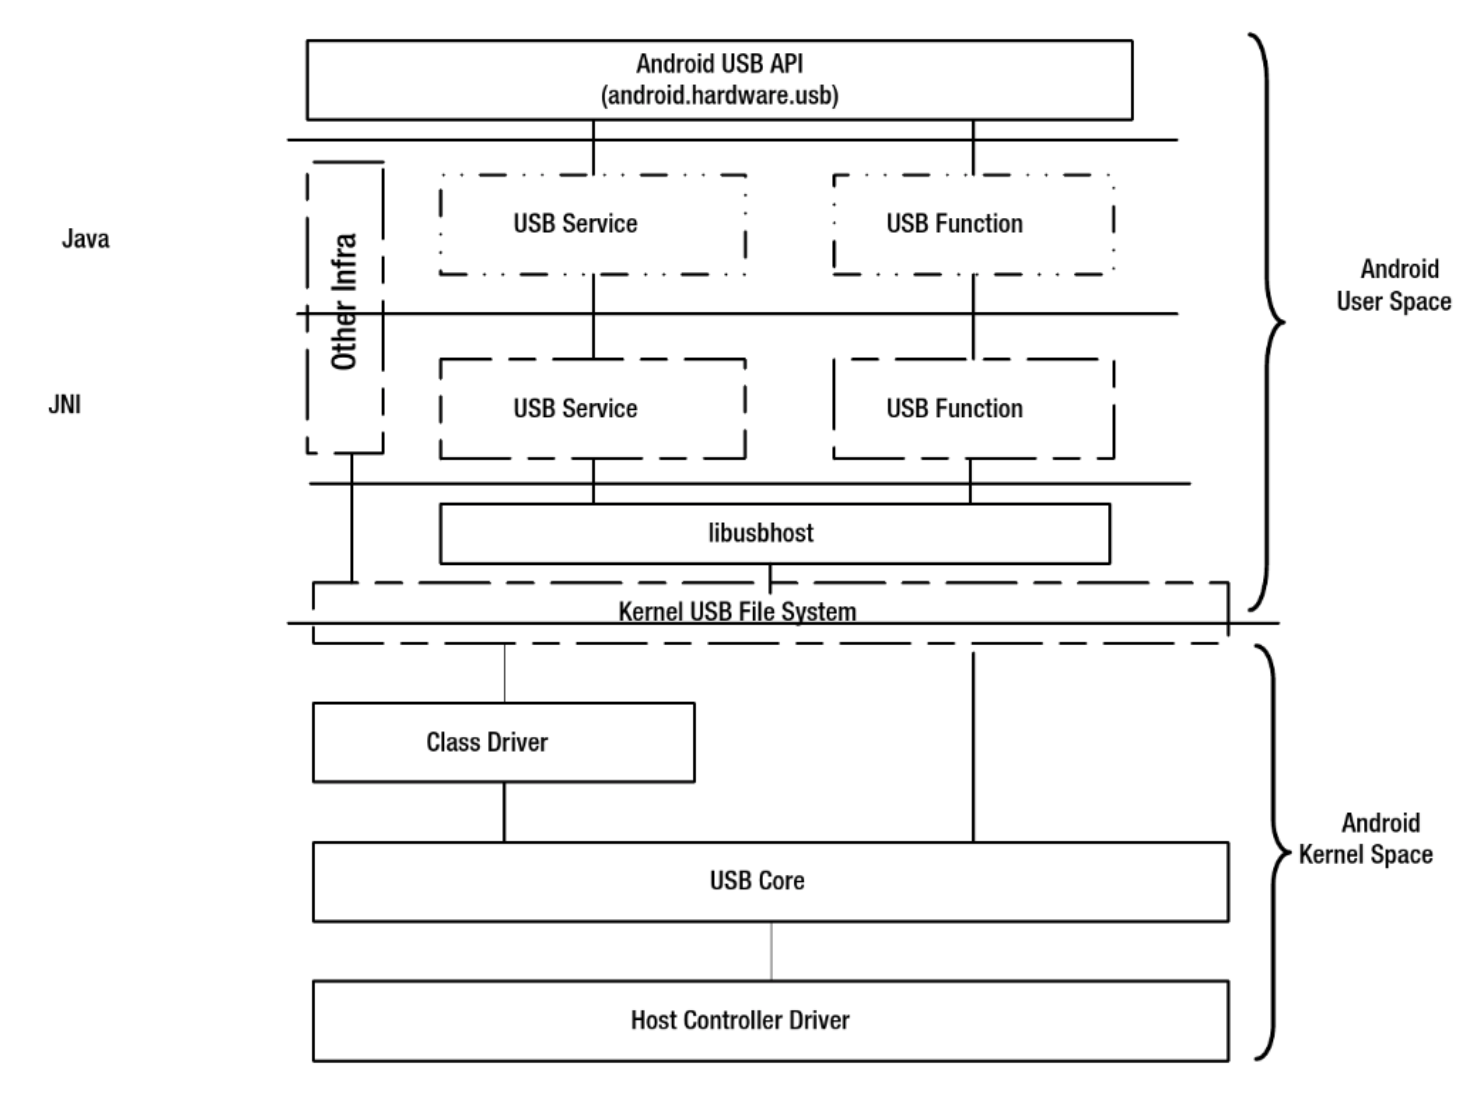 Android USB API
(android.hardware.usb)
Java
Other Infra
USB Service
USB Function
Android
User Space
JNI
USB Service
USB Function
libusbhost
Kernel USB File System
Class Driver
Android
Kernel Space
USB Core
Host Controller Driver